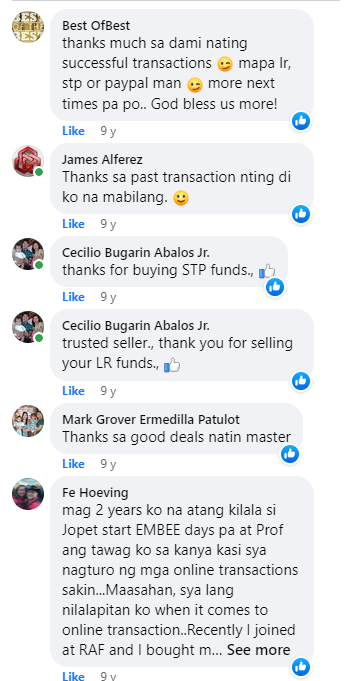 Best OfBest
thanks much sa dami nating
successful transactions 😉 mapa lr,
stp or paypal man 😉 more next
times pa po.. God bless us more!
Like 9 y
James Alferez
Thanks sa past transaction nting di
ko na mabilang. 🙂
Like 9 y
Cecilio Bugarin Abalos Jr.
thanks for buying STP funds., 👍
Like 9 y
Cecilio Bugarin Abalos Jr.
trusted seller., thank you for selling
your LR funds., 👍
Like 9 y
Mark Grover Ermedilla Patulot
Thanks sa good deals natin master
Like 9 y
Fe Hoeving
mag 2 years ko na atang kilala si
Jopet start EMBEE days pa at Prof
ang tawag ko sa kanya kasi sya
nagturo ng mga online transactions
sakin...Maasahan, sya lang
nilalapitan ko when it comes to
online transaction..Recently I joined
at RAF and I bought m... See more
Like 9 y